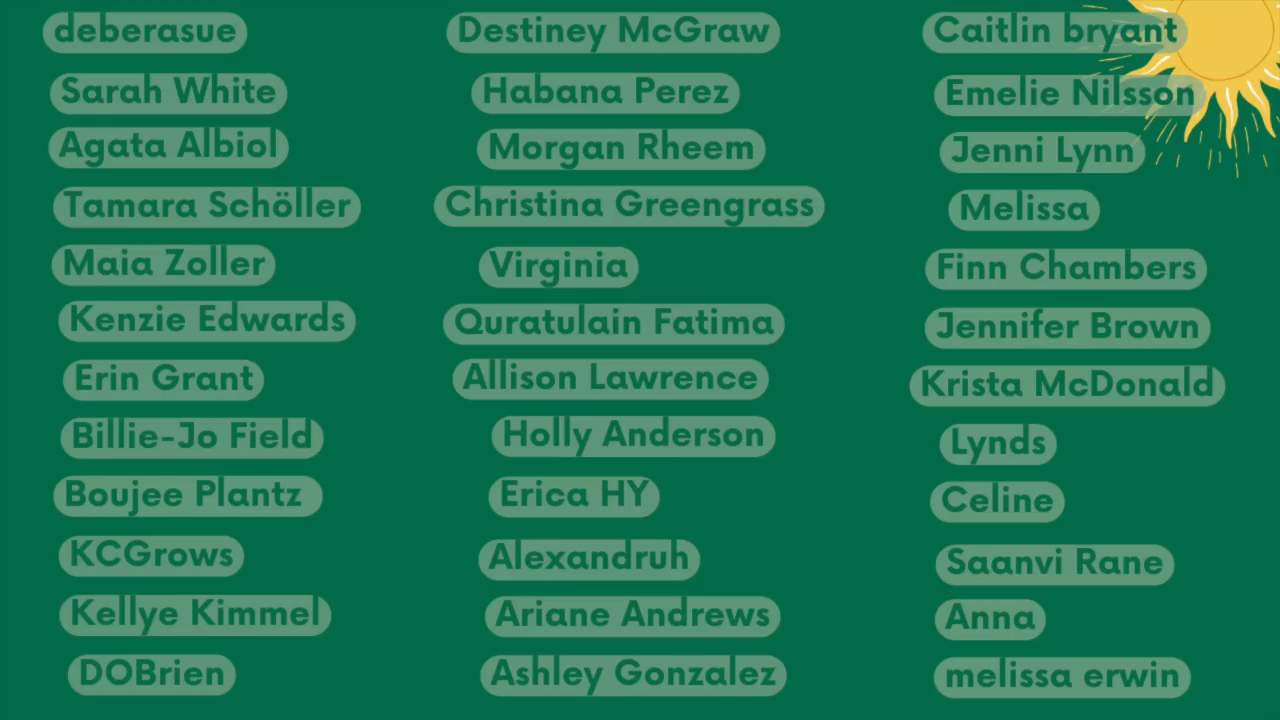 deberasue
Sarah White
Agata Albiol
Tamara Schöller
Maia Zoller
Kenzie Edwards
Erin Grant
Billie-Jo Field
Boujee Plantz
KCGrows
Kellye Kimmel
DOBrien
Destiney McGraw
Habana Perez
Morgan Rheem
Christina Greengrass
Virginia
Quratulain Fatima
Allison Lawrence
Holly Anderson
Erica HY
Alexandruh
Ariane Andrews
Ashley Gonzalez
Caitlin bryant
Emelie Nilsson
Jenni Lynn
Melissa
Finn Chambers
Jennifer Brown
Krista McDonald
Lynds
Celine
Saanvi Rane
Anna
melissa erwin